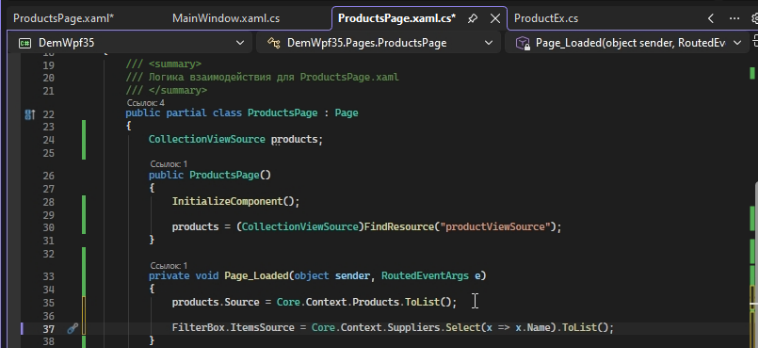 ProductsPage.xaml*
MainWindow.xaml.cs
ProductsPage.xaml.cs*
ProductEx.cs
DemWpf35
DemWpf35.Pages.ProductsPage
Page_Loaded(object sender, RoutedEv
19 /// <summary>
20 /// Логика взаимодействия для ProductsPage.xaml
21 /// </summary>
Ссылок: 4
22 public partial class ProductsPage : Page
23 {
24 CollectionViewSource products;
25
Ссылок: 1
26 public ProductsPage()
27 {
28 InitializeComponent();
29
30 products = (CollectionViewSource)FindResource("productViewSource");
31 }
32
Ссылок: 1
33 private void Page_Loaded(object sender, RoutedEventArgs e)
34 {
35 products.Source = Core.Context.Products.ToList();
36
37 FilterBox.ItemsSource = Core.Context.Suppliers.Select(x => x.Name).ToList();
38 }